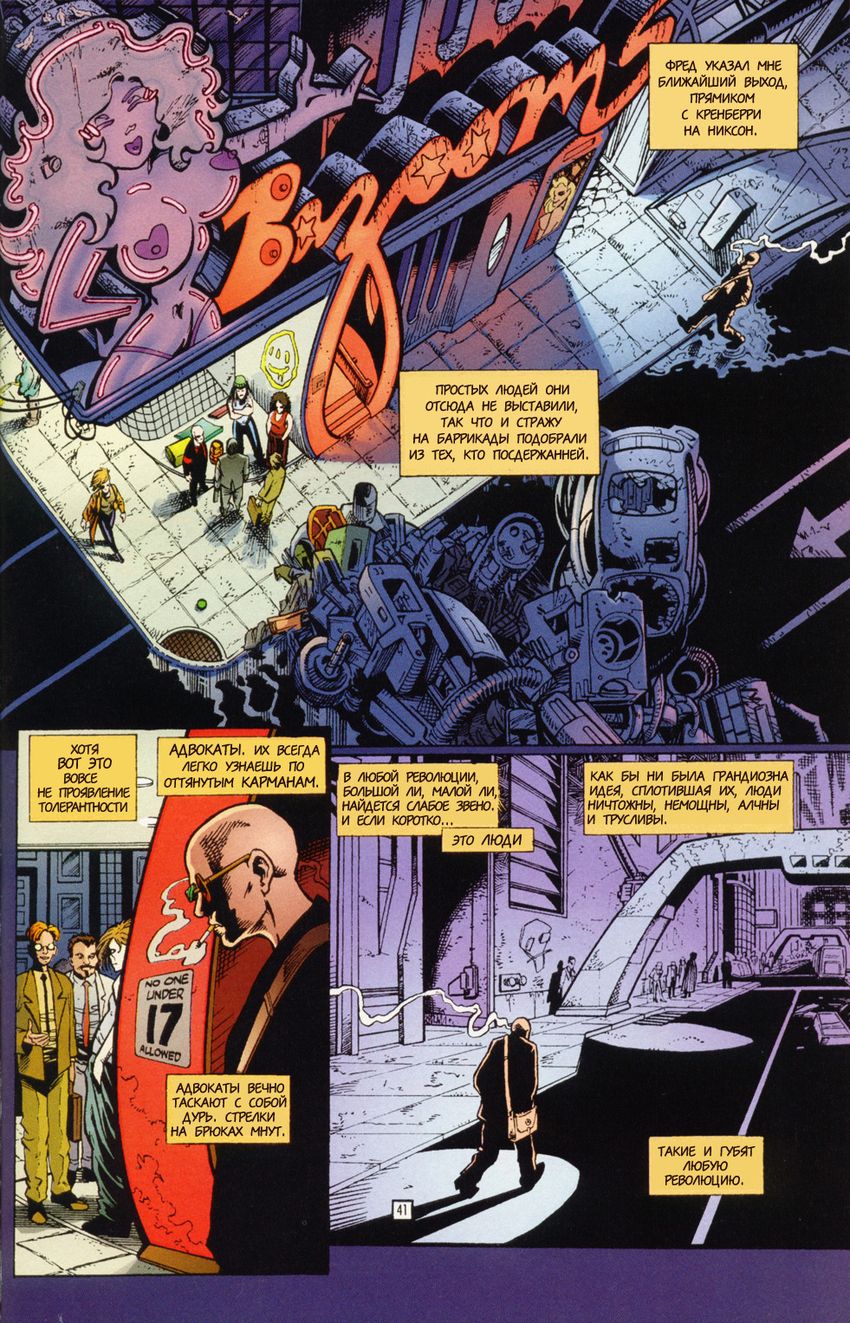 ФРЕД УКАЗАЛ МНЕ
БЛИЖАЙШИЙ ВЫХОД,
ПРЯМИКОМ
С КРЕНБЕРРИ
НА НИКСОН.
Bazooms
ПРОСТЫХ ЛЮДЕЙ ОНИ
ОТСЮДА НЕ ВЫСТАВИЛИ,
ТАК ЧТО И СТРАЖУ
НА БАРРИКАДЫ ПОДОБРАЛИ
ИЗ ТЕХ, КТО ПОСДЕРЖАННЕЙ.
ХОТЯ
ВОТ ЭТО
ВОВСЕ
НЕ ПРОЯВЛЕНИЕ
ТОЛЕРАНТНОСТИ
АДВОКАТЫ. ИХ ВСЕГДА
ЛЕГКО УЗНАЕШЬ ПО
ОТТЯНУТЫМ КАРМАНАМ.
NO ONE
UNDER
17
ALLOWED
АДВОКАТЫ ВЕЧНО
ТАСКАЮТ С СОБОЙ
ДУРЬ. СТРЕЛКИ
НА БРЮКАХ МНУТ.
В ЛЮБОЙ РЕВОЛЮЦИИ,
БОЛЬШОЙ ЛИ, МАЛОЙ ЛИ,
НАЙДЕТСЯ СЛАБОЕ ЗВЕНО.
И ЕСЛИ КОРОТКО...
ЭТО ЛЮДИ
КАК БЫ НИ БЫЛА ГРАНДИОЗНА
ИДЕЯ, СПЛОТИВШАЯ ИХ, ЛЮДИ
НИЧТОЖНЫ, НЕМОЩНЫ, АЛЧНЫ
И ТРУСЛИВЫ.
ТАКИЕ И ГУБЯТ
ЛЮБУЮ
РЕВОЛЮЦИЮ.
41